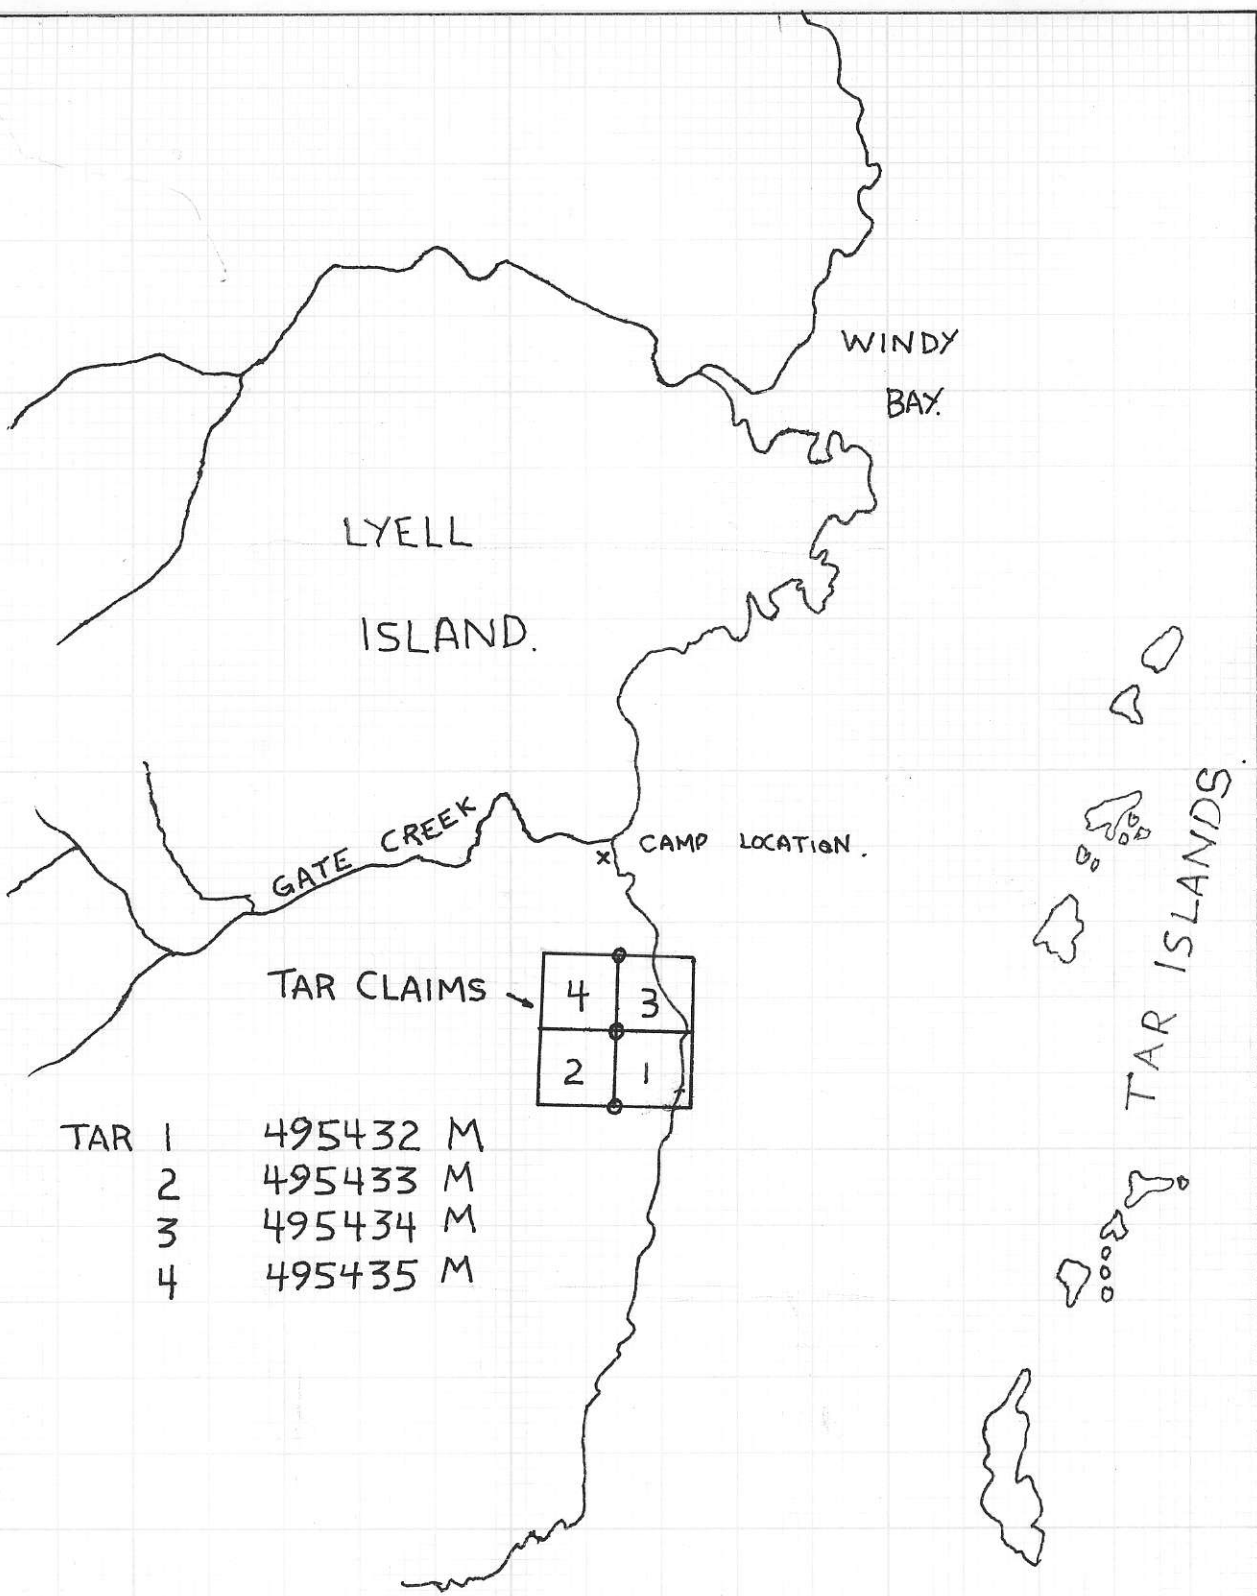 WINDY
BAY.
LYELL
ISLAND.
TAR ISLANDS.
GATE CREEK
x CAMP LOCATION.
TAR CLAIMS
4 3
2 1
TAR 1 495432 M
2 495433 M
3 495434 M
4 495435 M